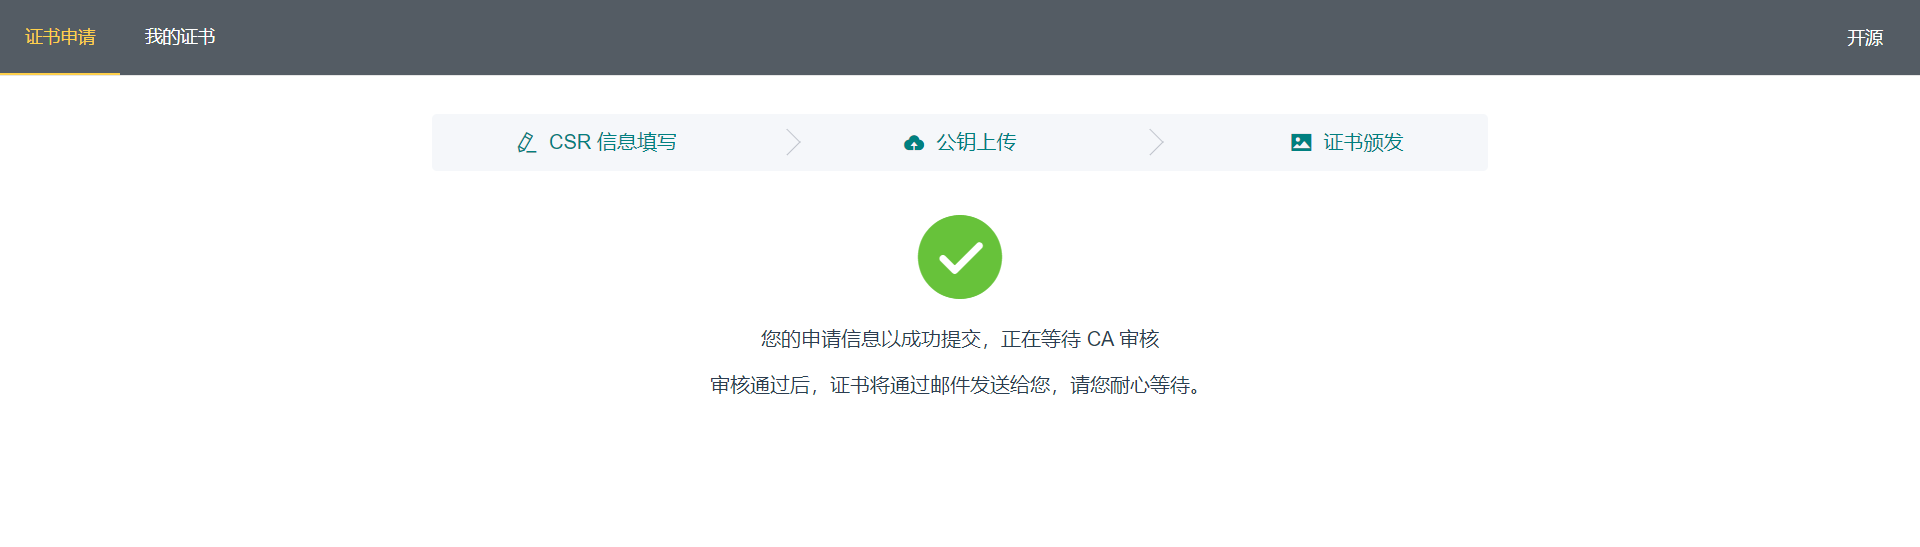 证书申请 我的证书 开源
CSR 信息填写 公钥上传 证书颁发
您的申请信息以成功提交，正在等待 CA 审核
审核通过后，证书将通过邮件发送给您，请您耐心等待。